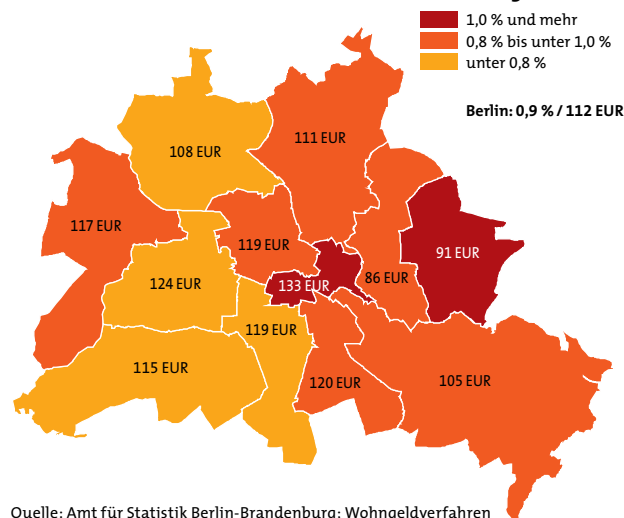 1,0 % und mehr
0,8 % bis unter 1,0 %
unter 0,8 %
Berlin: 0,9 % / 112 EUR
111 EUR
108 EUR
117 EUR
119 EUR
91 EUR
86 EUR
133 EUR
124 EUR
119 EUR
115 EUR
120 EUR
105 EUR
Quelle: Amt für Statistik Berlin-Brandenburg: Wohngeldverfahren